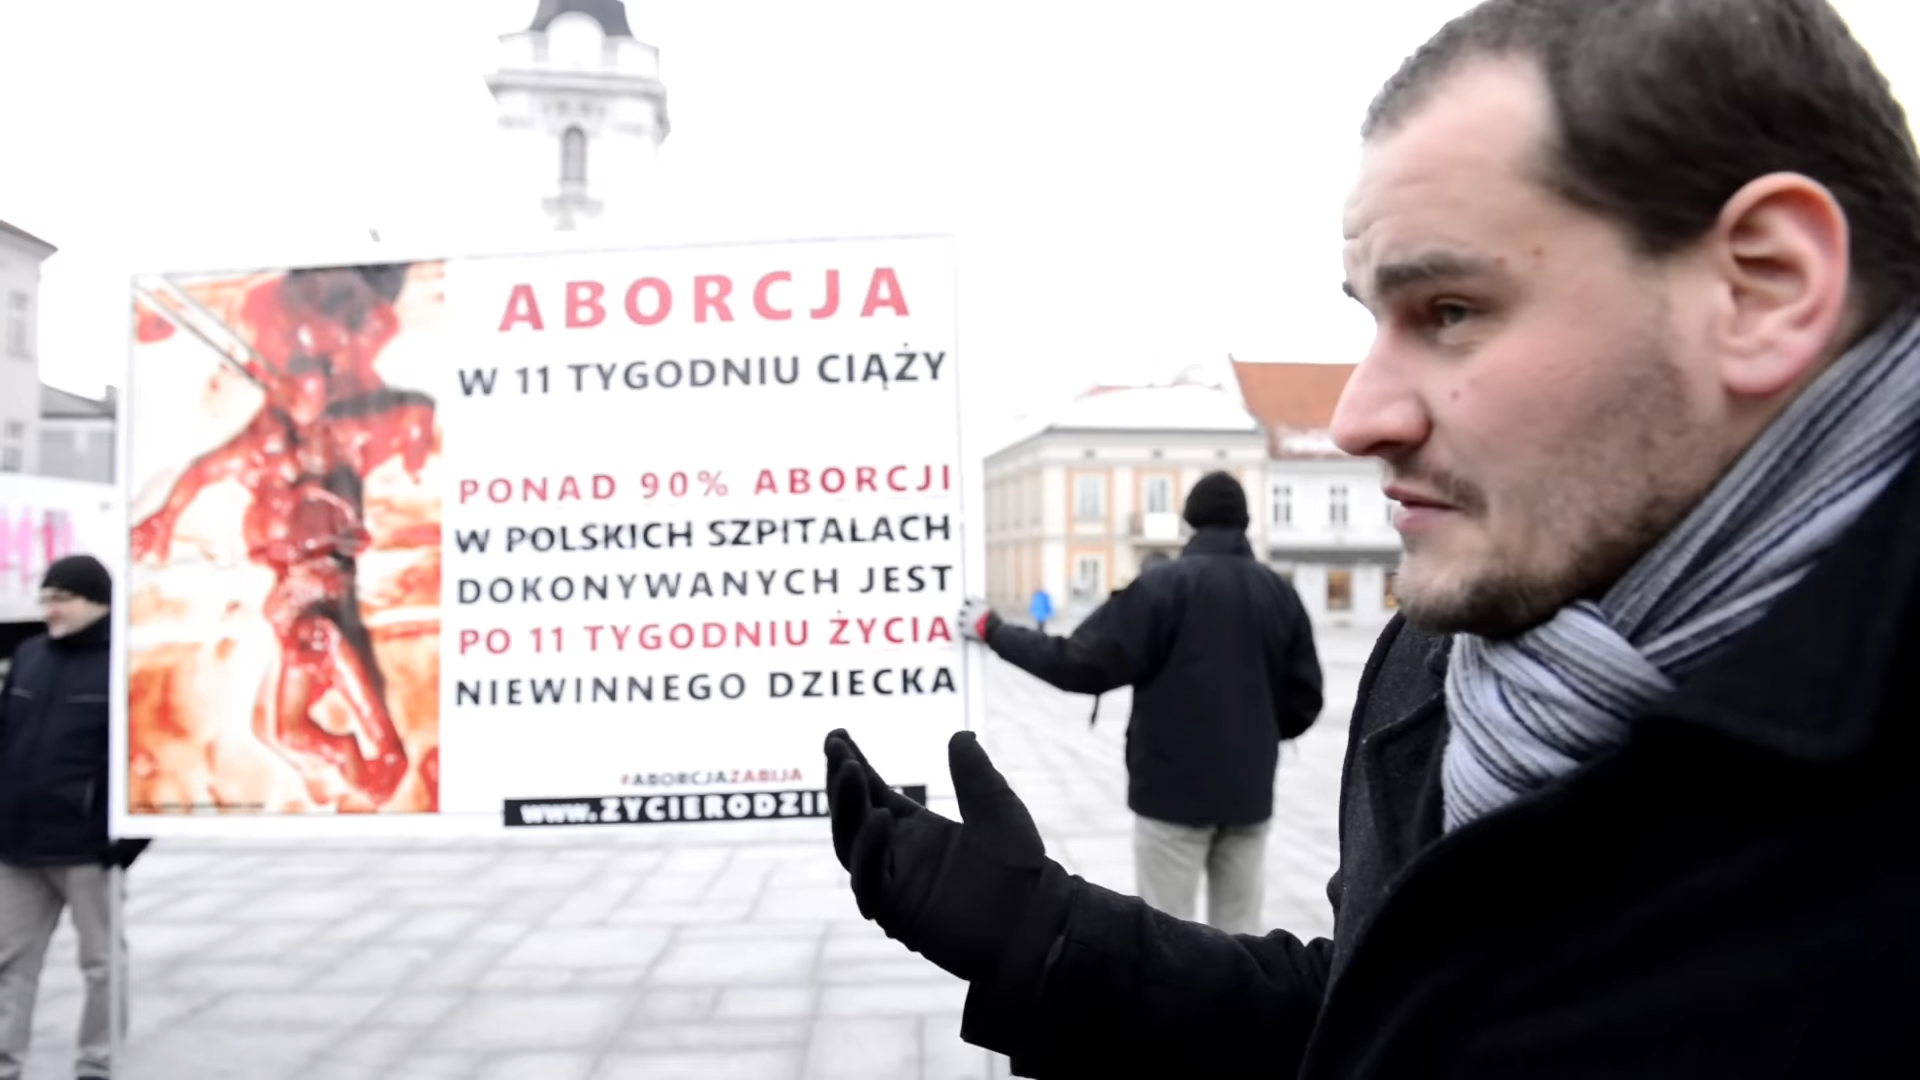 ABORCJA
W 11 TYGODNIU CIĄŻY
PONAD 90% ABORCJI
W POLSKICH SZPITALACH
DOKONYWANYCH JEST
PO 11 TYGODNIU ŻYCIA
NIEWINNEGO DZIECKA
#ABORCJAZABIJA